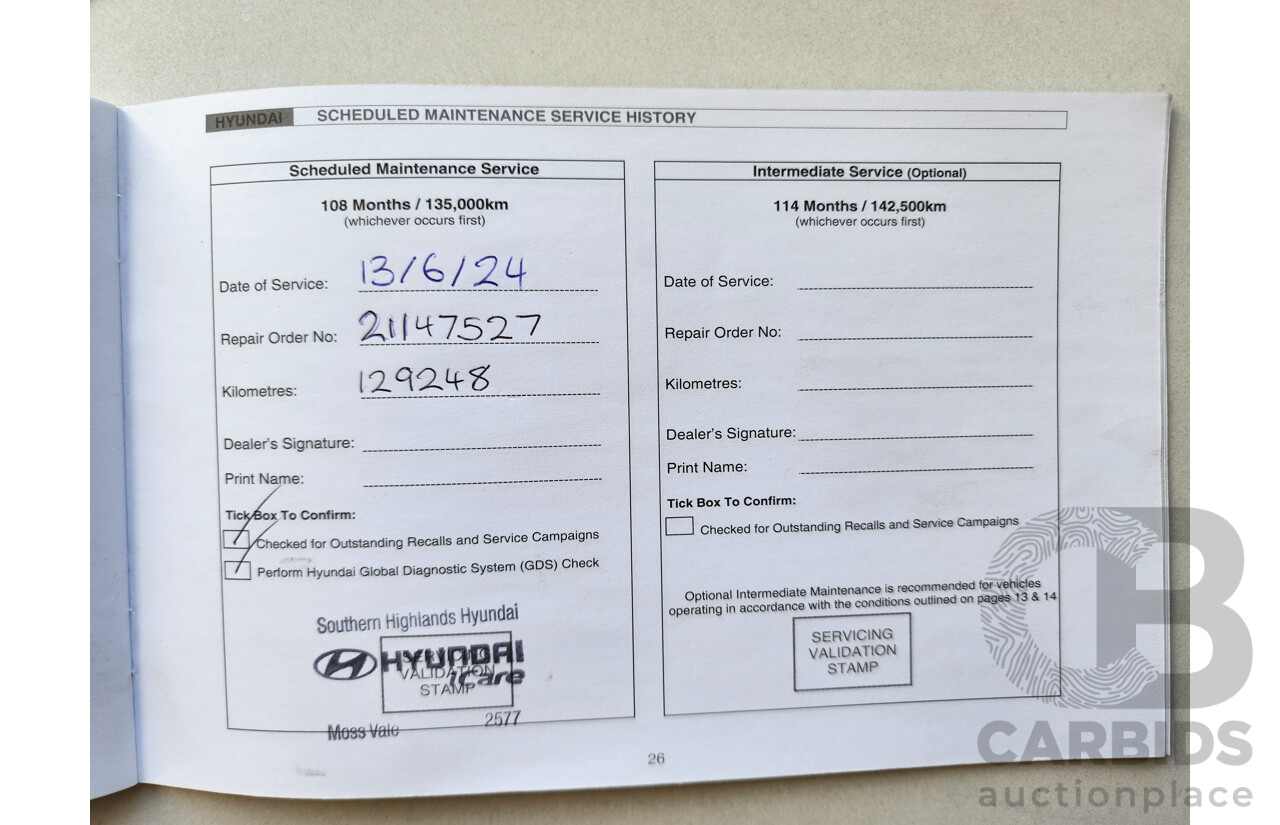 HYUNDAI SCHEDULED MAINTENANCE SERVICE HISTORY
Scheduled Maintenance Service
108 Months / 135,000km
(whichever occurs first)
Date of Service: 13/6/24
Repair Order No: 21147527
Kilometres: 129248
Dealer's Signature:
Print Name:
Tick Box To Confirm:
Checked for Outstanding Recalls and Service Campaigns
Perform Hyundai Global Diagnostic System (GDS) Check
Southern Highlands Hyundai
HYUNDAI
iCare
SERVICING
VALIDATION
STAMP
Moss Vale 2577
Intermediate Service (Optional)
114 Months / 142,500km
(whichever occurs first)
Date of Service:
Repair Order No:
Kilometres:
Dealer's Signature:
Print Name:
Tick Box To Confirm:
Checked for Outstanding Recalls and Service Campaigns
Optional Intermediate Maintenance is recommended for vehicles
operating in accordance with the conditions outlined on pages 13 & 14
SERVICING
VALIDATION
STAMP
26
CB
CARBIDS
auctionplace